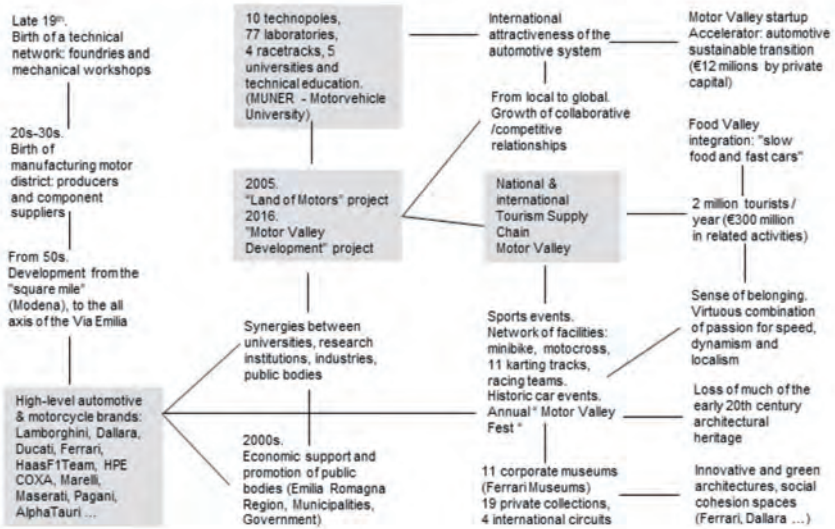 Late 19th.
Birth of a technical
network: foundries and
mechanical workshops
20s-30s.
Birth of
manufacturing motor
district: producers
and component
suppliers
From 50s.
Development from the
"square mile"
(Modena), to the all
axis of the Via Emilia
High-level automotive
& motorcycle brands:
Lamborghini, Dallara,
Ducati, Ferrari,
HaasF1Team, HPE
COXA, Marelli,
Maserati, Pagani,
AlphaTauri ...
10 technopoles,
77 laboratories,
4 racetracks, 5
universities and
technical education.
(MUNER - Motorvehicle
University)
2005.
"Land of Motors" project
2016.
"Motor Valley
Development" project
Synergies between
universities, research
institutions, industries,
public bodies
2000s.
Economic support and
promotion of public
bodies (Emilia Romagna
Region, Municipalities,
Government)
International
attractiveness of the
automotive system
From local to global.
Growth of collaborative
/competitive
relationships
National &
international
Tourism Supply
Chain
Motor Valley
Sports events.
Network of facilities:
minibike, motocross,
11 karting tracks,
racing teams.
Historic car events.
Annual " Motor Valley
Fest "
11 corporate museums
(Ferrari Museums)
19 private collections,
4 international circuits
Motor Valley startup
Accelerator: automotive
sustainable transition
(€12 milions by private
capital)
Food Valley
integration: "slow
food and fast cars"
2 million tourists /
year (€300 million
in related activities)
Sense of belonging.
Virtuous combination
of passion for speed,
dynamism and
localism
Loss of much of the
early 20th century
architectural
heritage
Innovative and green
architectures, social
cohesion spaces
(Ferrari, Dallara ...)